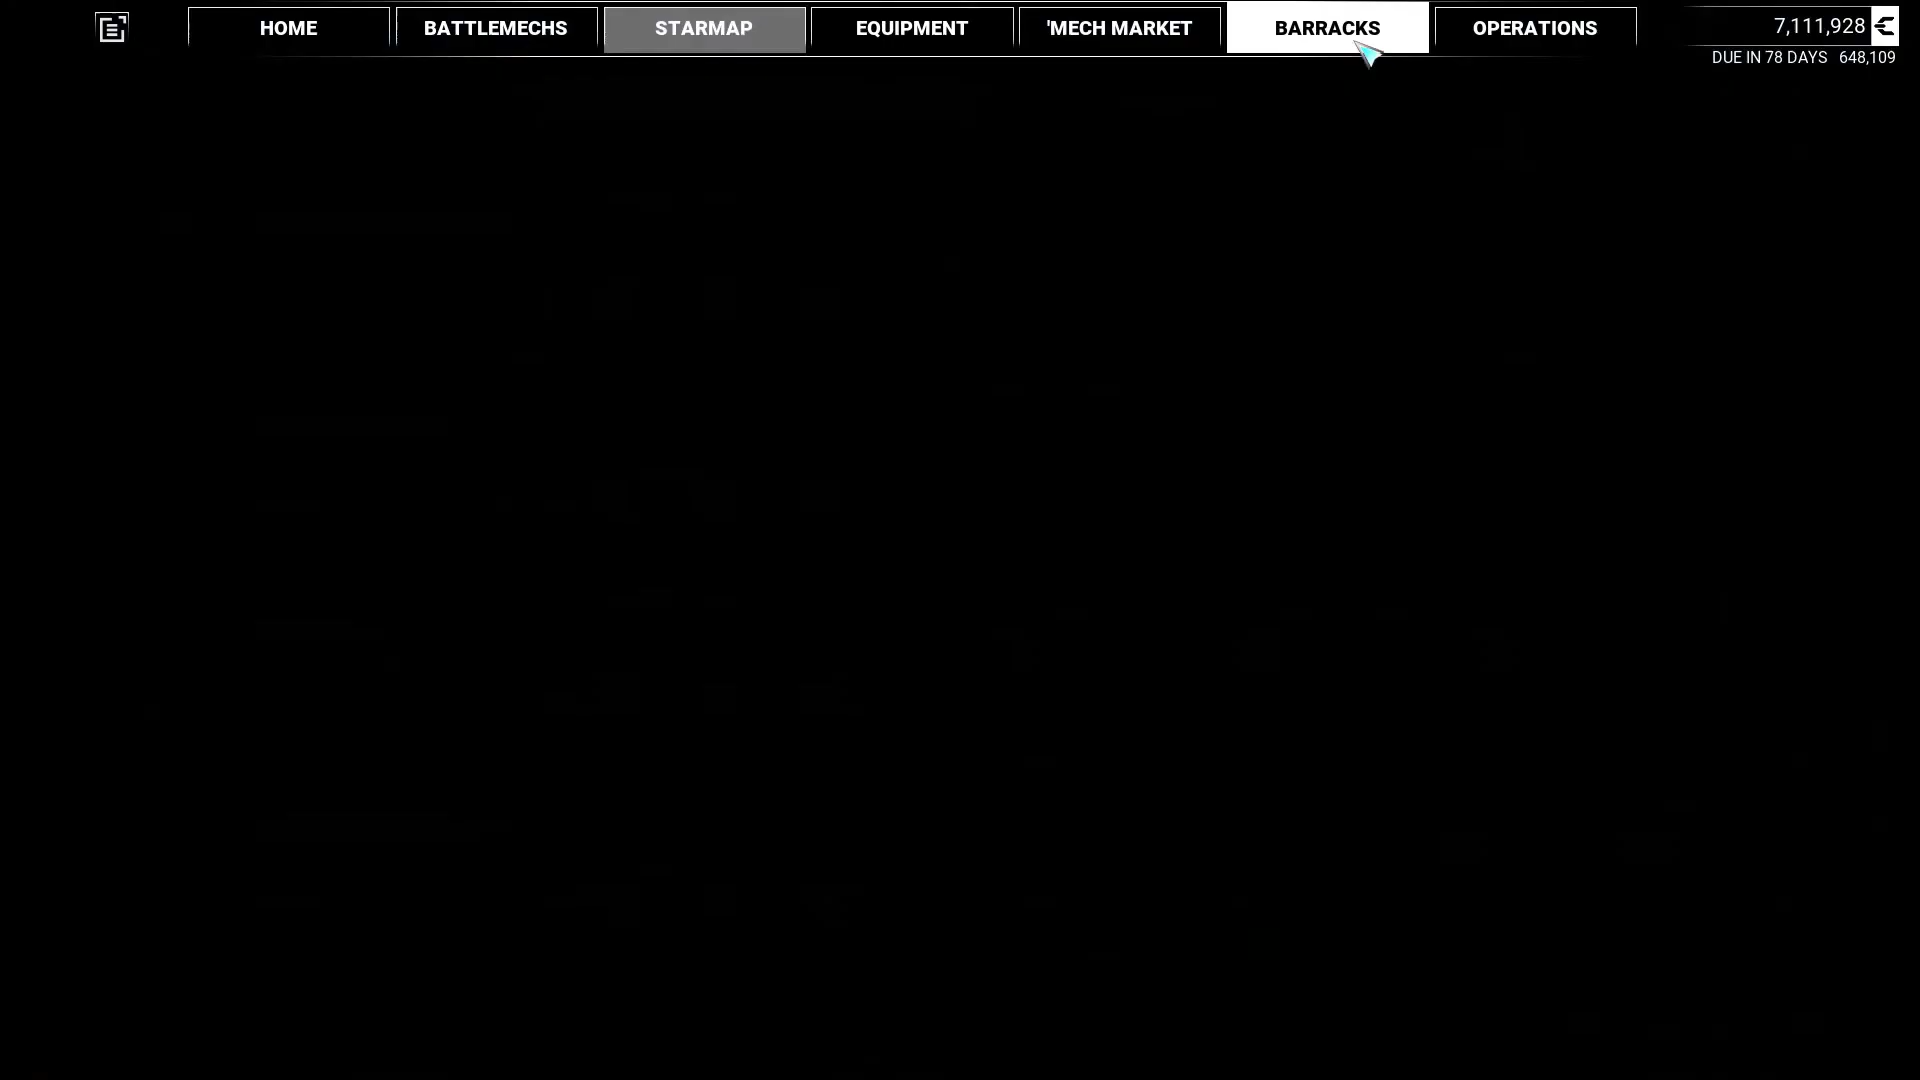 HOME
BATTLEMECHS
STARMAP
EQUIPMENT
'MECH MARKET
BARRACKS
OPERATIONS
7,111,928
DUE IN 78 DAYS 648,109